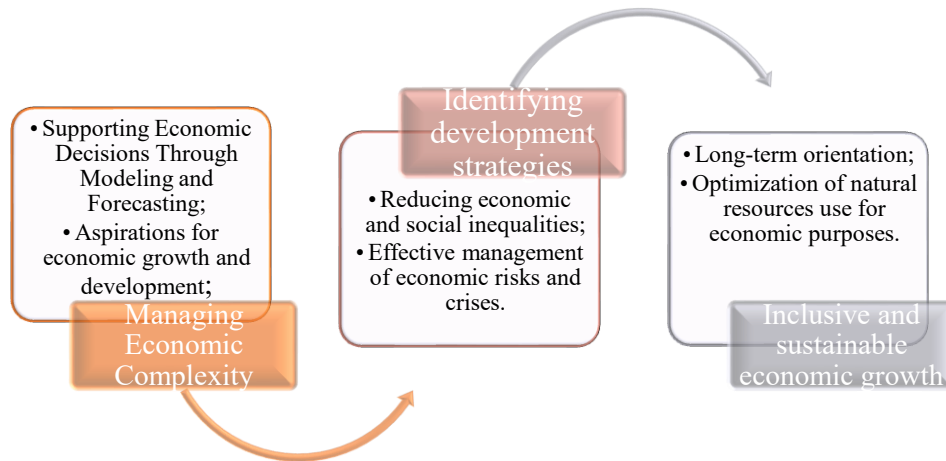 • Supporting Economic
Decisions Through
Modeling and
Forecasting;
• Aspirations for
economic growth and
development;
Managing
Economic
Complexity
Identifying
development
strategies
• Reducing economic
and social inequalities;
• Effective management
of economic risks and
crises.
• Long-term orientation;
• Optimization of natural
resources use for
economic purposes.
Inclusive and
sustainable
economic growth